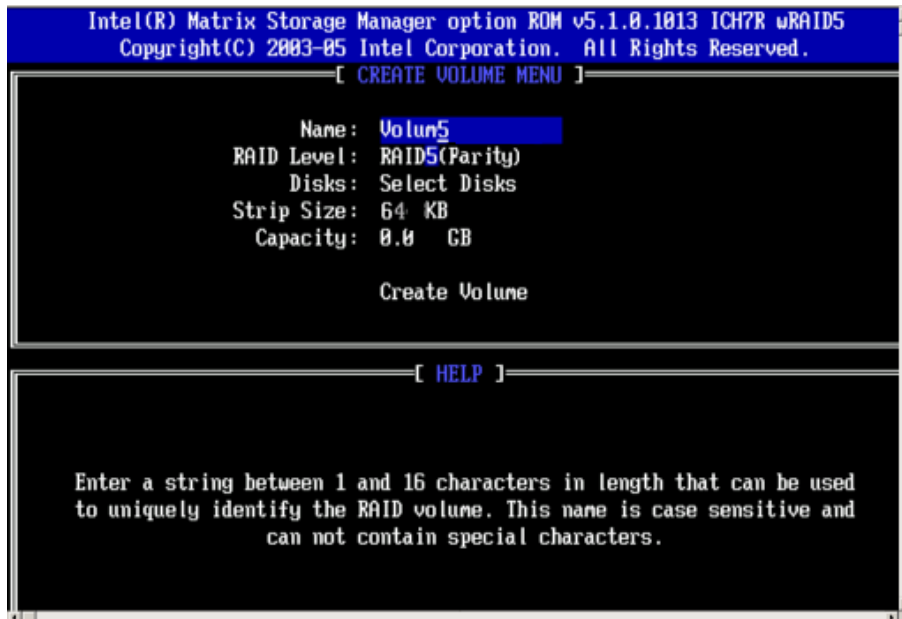 Intel(R) Matrix Storage Manager option ROM v5.1.0.1013 ICH7R wRAID5
Copyright(C) 2003-05 Intel Corporation. All Rights Reserved.
[ CREATE VOLUME MENU ]
Name: Volum5
RAID Level: RAID5(Parity)
Disks: Select Disks
Strip Size: 64 KB
Capacity: 0.0 GB
Create Volume
[ HELP ]
Enter a string between 1 and 16 characters in length that can be used
to uniquely identify the RAID volume. This name is case sensitive and
can not contain special characters.